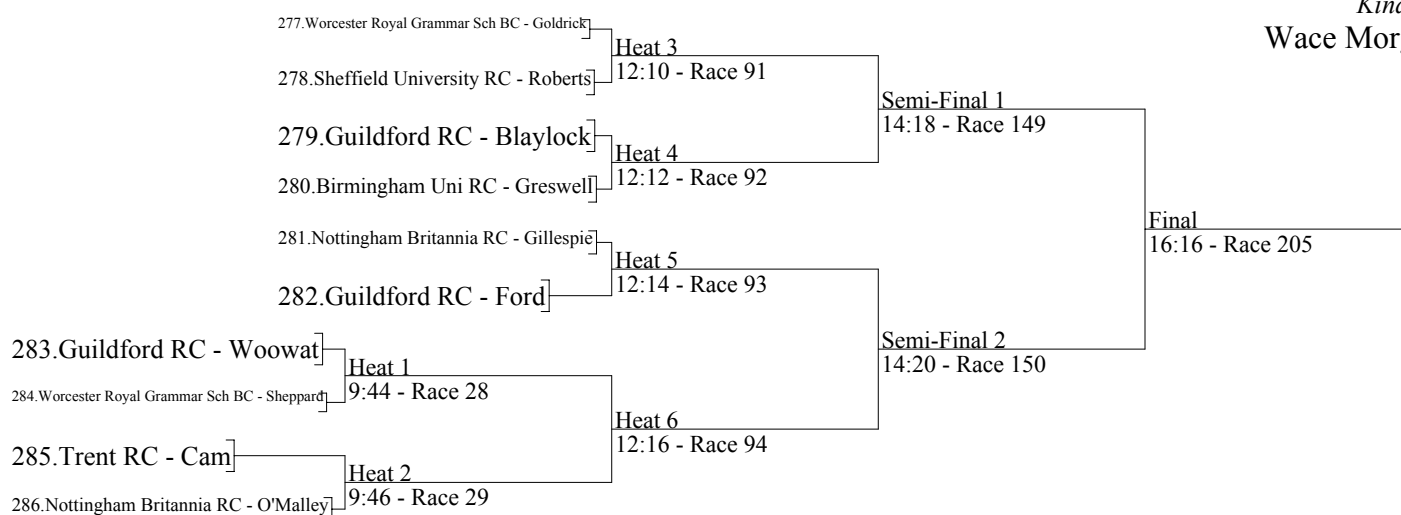 277.Worcester Royal Grammar Sch BC - Goldrick
Heat 3
12:10 - Race 91
278.Sheffield University RC - Roberts
Semi-Final 1
14:18 - Race 149
279.Guildford RC - Blaylock
Heat 4
12:12 - Race 92
280.Birmingham Uni RC - Greswell
Final
16:16 - Race 205
281.Nottingham Britannia RC - Gillespie
Heat 5
12:14 - Race 93
282.Guildford RC - Ford
Semi-Final 2
14:20 - Race 150
283.Guildford RC - Woowat
Heat 1
9:44 - Race 28
284.Worcester Royal Grammar Sch BC - Sheppard
Heat 6
12:16 - Race 94
285.Trent RC - Cam
Heat 2
9:46 - Race 29
286.Nottingham Britannia RC - O'Malley
Wace